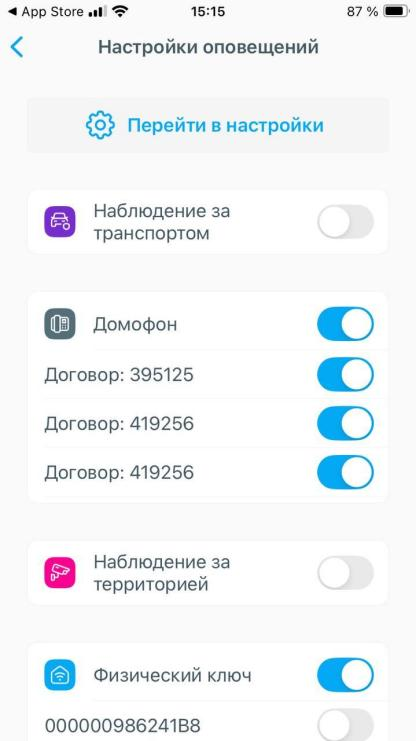 App Store 15:15 87 %
Настройки оповещений
Перейти в настройки
Наблюдение за
транспортом
Домофон
Договор: 395125
Договор: 419256
Договор: 419256
Наблюдение за
территорией
Физический ключ
000000986241B8